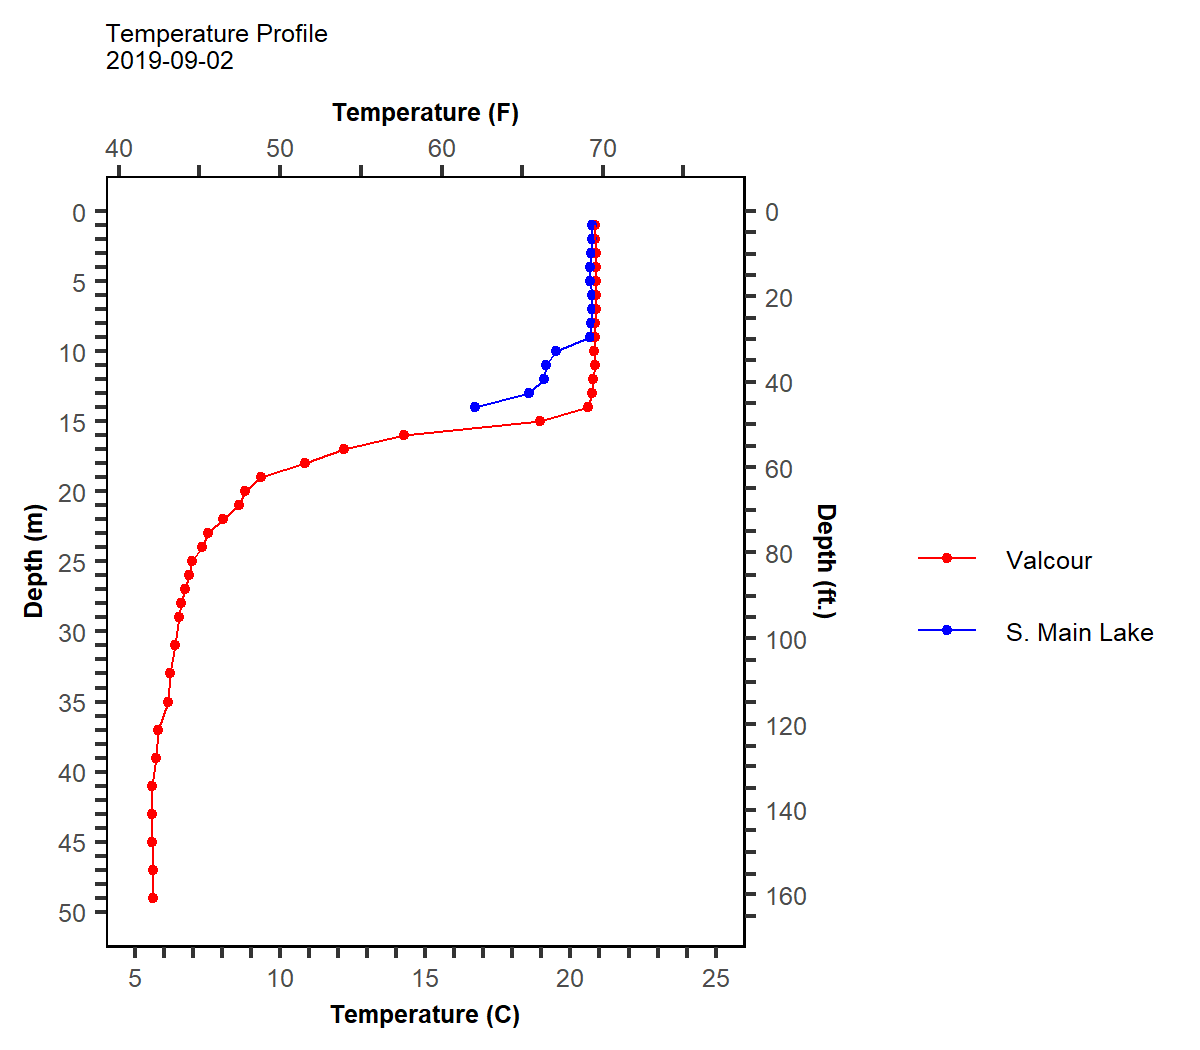 Temperature Profile
2019-09-02
Temperature (F)
40 50 60 70
0
5
10
15
20
25
30
35
40
45
50
Depth (m)
0
20
40
60
80
100
120
140
160
Depth (ft.)
5 10 15 20 25
Temperature (C)
Valcour
S. Main Lake